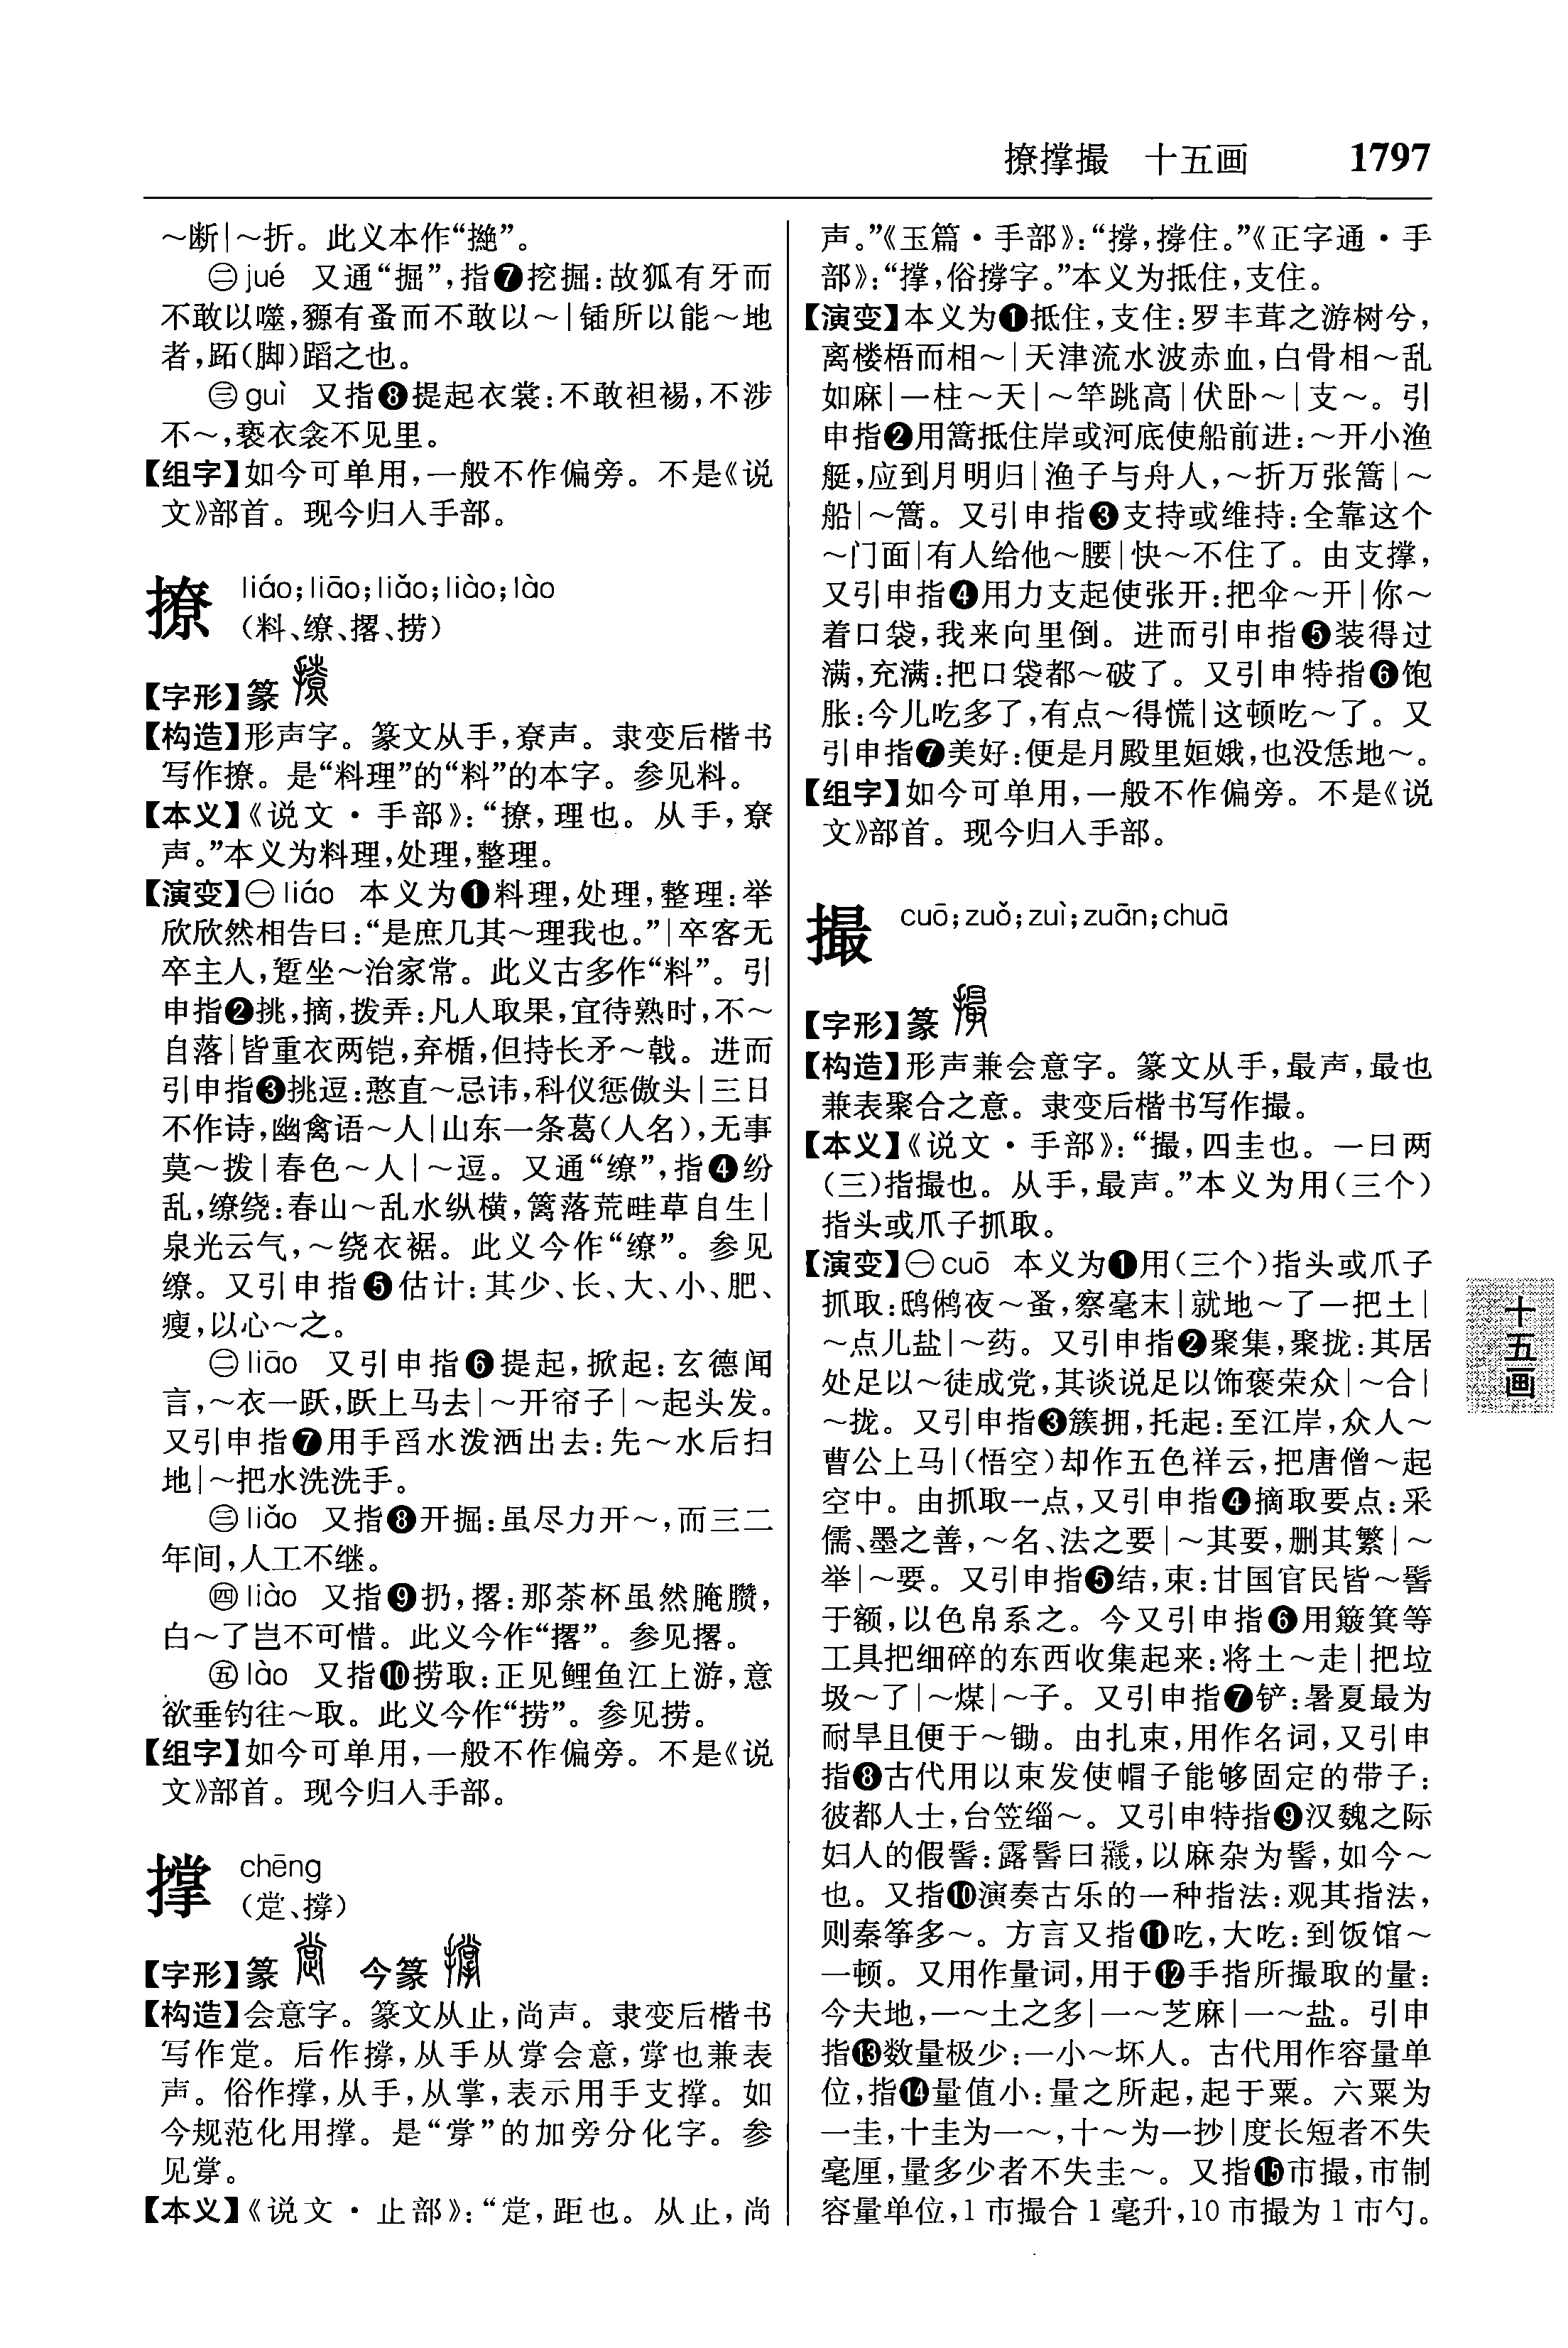 撩撑撮 十五画 1797
～断|～折。此义本作“㧽”。
㊁jué 又通“掘”,指❼挖掘:故狐有牙而
不敢以噬,獂有蚤而不敢以～|锸所以能～地
者,跖(脚)蹈之也。
㊂guì 又指❽提起衣裳:不敢袒裼,不涉
不～,亵衣衾不见里。
【组字】如今可单用,一般不作偏旁。不是《说
文》部首。现今归入手部。
撩 liáo;liāo;liǎo;liào;lào
(料、缭、撂、捞)
【字形】篆
【构造】形声字。篆文从手,尞声。隶变后楷书
写作撩。是“料理”的“料”的本字。参见料。
【本义】《说文·手部》:“撩,理也。从手,尞
声。”本义为料理,处理,整理。
【演变】㊀liáo 本义为❶料理,处理,整理:举
欣欣然相告曰:“是庶几其～理我也。”|卒客无
卒主人,踅坐～治家常。此义古多作“料”。引
申指❷挑,摘,拨弄:凡人取果,宜待熟时,不～
自落|皆重衣两铠,弃楯,但持长矛～戟。进而
引申指❸挑逗:憨直～忌讳,科仪惩傲头|三日
不作诗,幽禽语～人|山东一条葛(人名),无事
莫～拨|春色～人|～逗。又通“缭”,指❹纷
乱,缭绕:春山～乱水纵横,篱落荒畦草自生|
泉光云气,～绕衣裾。此义今作“缭”。参见
缭。又引申指❺估计:其少、长、大、小、肥、
瘦,以心～之。
㊁liāo 又引申指❻提起,掀起:玄德闻
言,～衣一跃,跃上马去|～开帘子|～起头发。
又引申指❼用手舀水泼洒出去:先～水后扫
地|～把水洗洗手。
㊂liǎo 又指❽开掘:虽尽力开～,而三二
年间,人工不继。
㊃liào 又指❾扔,撂:那茶杯虽然腌臜,
白～了岂不可惜。此义今作“撂”。参见撂。
㊄lào 又指❿捞取:正见鲤鱼江上游,意
欲垂钓往～取。此义今作“捞”。参见捞。
【组字】如今可单用,一般不作偏旁。不是《说
文》部首。现今归入手部。
撑 chēng
(㲀、撐)
【字形】篆 今篆
【构造】会意字。篆文从止,尚声。隶变后楷书
写作㲀。后作撐,从手从牚会意,牚也兼表
声。俗作撑,从手,从掌,表示用手支撑。如
今规范化用撑。是“牚”的加旁分化字。参
见牚。
【本义】《说文·止部》:“㲀,距也。从止,尚
声。”《玉篇·手部》:“撐,撐住。”《正字通·手
部》:“撑,俗撐字。”本义为抵住,支住。
【演变】本义为❶抵住,支住:罗丰茸之游树兮,
离楼梧而相～|天津流水波赤血,白骨相～乱
如麻|一柱～天|～竿跳高|伏卧～|支～。引
申指❷用篙抵住岸或河底使船前进:～开小渔
艇,应到月明归|渔子与舟人,～折万张篙|～
船|～篙。又引申指❸支持或维持:全靠这个
～门面|有人给他～腰|快～不住了。由支撑,
又引申指❹用力支起使张开:把伞～开|你～
着口袋,我来向里倒。进而引申指❺装得过
满,充满:把口袋都～破了。又引申特指❻饱
胀:今儿吃多了,有点～得慌|这顿吃～了。又
引申指❼美好:便是月殿里姮娥,也没恁地～。
【组字】如今可单用,一般不作偏旁。不是《说
文》部首。现今归入手部。
撮 cuō;zuǒ;zuì;zuān;chuā
【字形】篆
【构造】形声兼会意字。篆文从手,最声,最也
兼表聚合之意。隶变后楷书写作撮。
【本义】《说文·手部》:“撮,四圭也。一曰两
(三)指撮也。从手,最声。”本义为用(三个)
指头或爪子抓取。
【演变】㊀cuō 本义为❶用(三个)指头或爪子
抓取:鸱鸺夜～蚤,察毫末|就地～了一把土|
～点儿盐|～药。又引申指❷聚集,聚拢:其居
处足以～徒成党,其谈说足以饰褒荣众|～合|
～拢。又引申指❸簇拥,托起:至江岸,众人～
曹公上马|(悟空)却作五色祥云,把唐僧～起
空中。由抓取一点,又引申指❹摘取要点:采
儒、墨之善,～名、法之要|～其要,删其繁|～
举|～要。又引申指❺结,束:甘国官民皆～髻
于额,以色帛系之。今又引申指❻用簸箕等
工具把细碎的东西收集起来:将土～走|把垃
圾～了|～煤|～子。又引申指❼铲:暑夏最为
耐旱且便于～锄。由扎束,用作名词,又引申
指❽古代用以束发使帽子能够固定的带子:
彼都人士,台笠缁～。又引申特指❾汉魏之际
妇人的假髻:露髻曰鬷,以麻杂为髻,如今～
也。又指❿演奏古乐的一种指法:观其指法,
则秦筝多～。方言又指⓫吃,大吃:到饭馆～
一顿。又用作量词,用于⓬手指所撮取的量:
今夫地,一～土之多|一～芝麻|一～盐。引申
指⓭数量极少:一小～坏人。古代用作容量单
位,指⓮量值小:量之所起,起于粟。六粟为
一圭,十圭为一～,十～为一抄|度长短者不失
毫厘,量多少者不失圭～。又指⓯市撮,市制
容量单位,1市撮合1毫升,10市撮为1市勺。
十五画